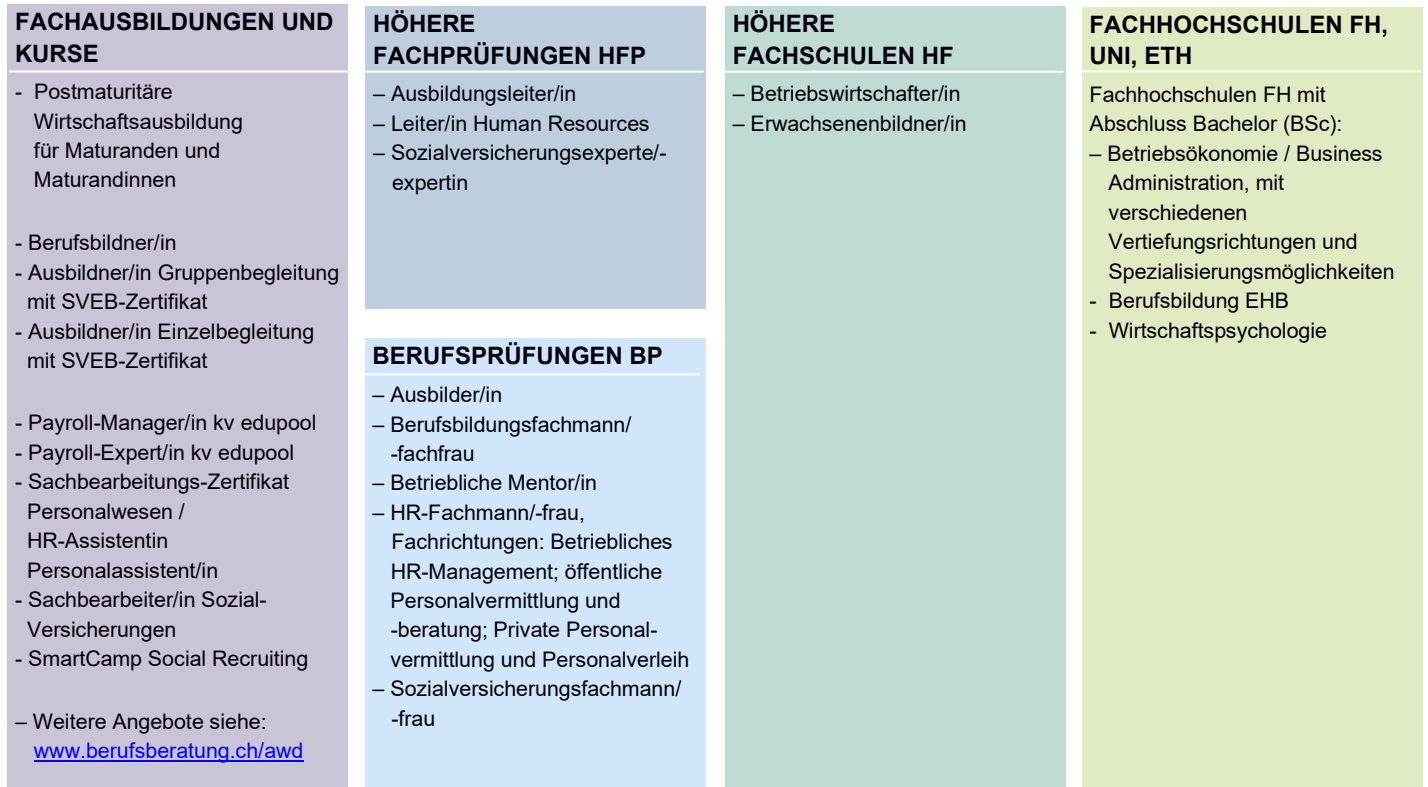 FACHAUSBILDUNGEN UND
KURSE
- Postmaturitäre
Wirtschaftsausbildung
für Maturanden und
Maturandinnen
- Berufsbildner/in
- Ausbildner/in Gruppenbegleitung
mit SVEB-Zertifikat
- Ausbildner/in Einzelbegleitung
mit SVEB-Zertifikat
- Payroll-Manager/in kv edupool
- Payroll-Expert/in kv edupool
- Sachbearbeitungs-Zertifikat
Personalwesen /
HR-Assistentin
Personalassistent/in
- Sachbearbeiter/in Sozial-
Versicherungen
- SmartCamp Social Recruiting
– Weitere Angebote siehe:
www.berufsberatung.ch/awd
HÖHERE
FACHPRÜFUNGEN HFP
– Ausbildungsleiter/in
– Leiter/in Human Resources
– Sozialversicherungsexperte/-
expertin
BERUFSPRÜFUNGEN BP
– Ausbilder/in
– Berufsbildungsfachmann/
-fachfrau
– Betriebliche Mentor/in
– HR-Fachmann/-frau,
Fachrichtungen: Betriebliches
HR-Management; öffentliche
Personalvermittlung und
-beratung; Private Personal-
vermittlung und Personalverleih
– Sozialversicherungsfachmann/
-frau
HÖHERE
FACHSCHULEN HF
– Betriebswirtschafter/in
– Erwachsenenbildner/in
FACHHOCHSCHULEN FH,
UNI, ETH
Fachhochschulen FH mit
Abschluss Bachelor (BSc):
– Betriebsökonomie / Business
Administration, mit
verschiedenen
Vertiefungsrichtungen und
Spezialisierungsmöglichkeiten
- Berufsbildung EHB
- Wirtschaftspsychologie